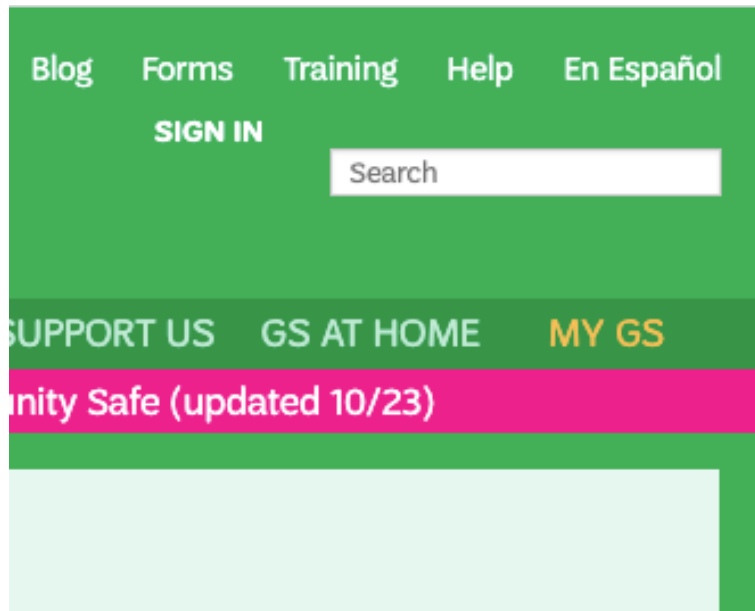 Blog Forms Training Help En Español
SIGN IN
Search
SUPPORT US GS AT HOME MY GS
Safe (updated 10/23)